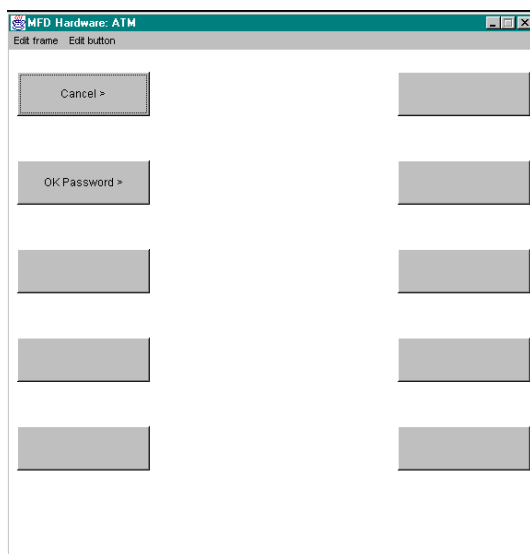 MFD Hardware: ATM
Edit frame Edit button
Cancel >
OK Password >